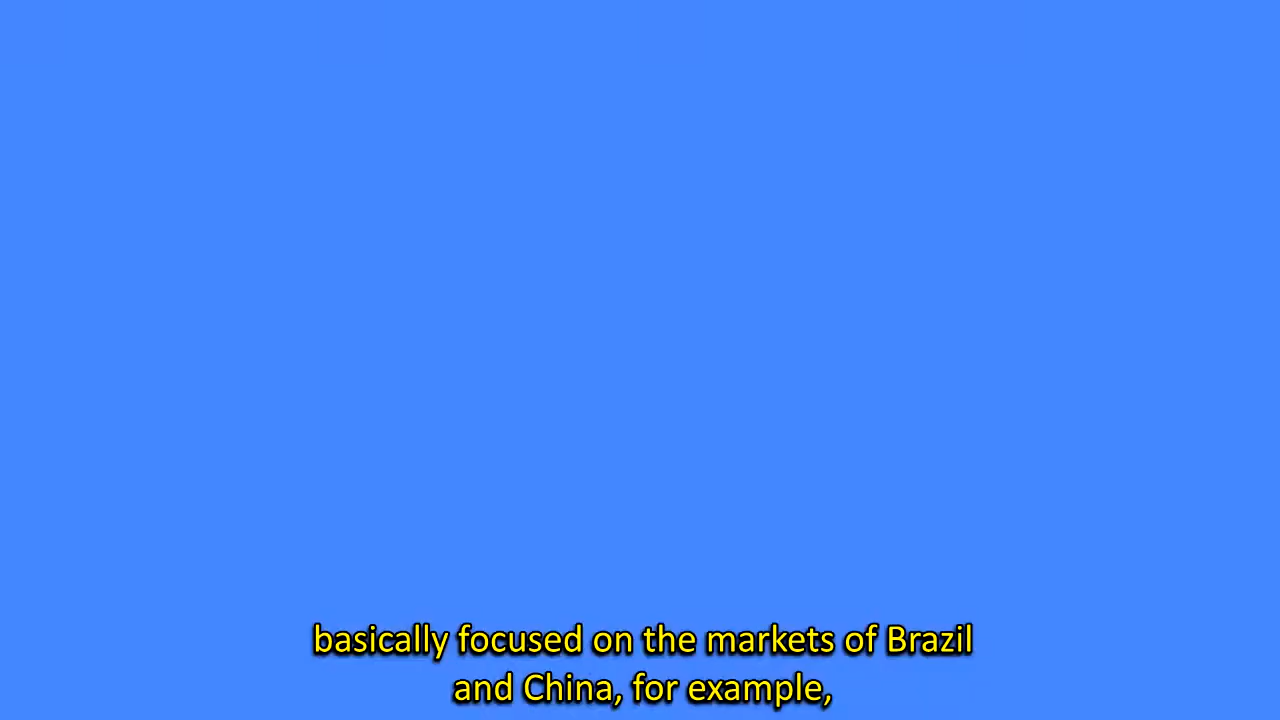 basically focused on the markets of Brazil
and China, for example,